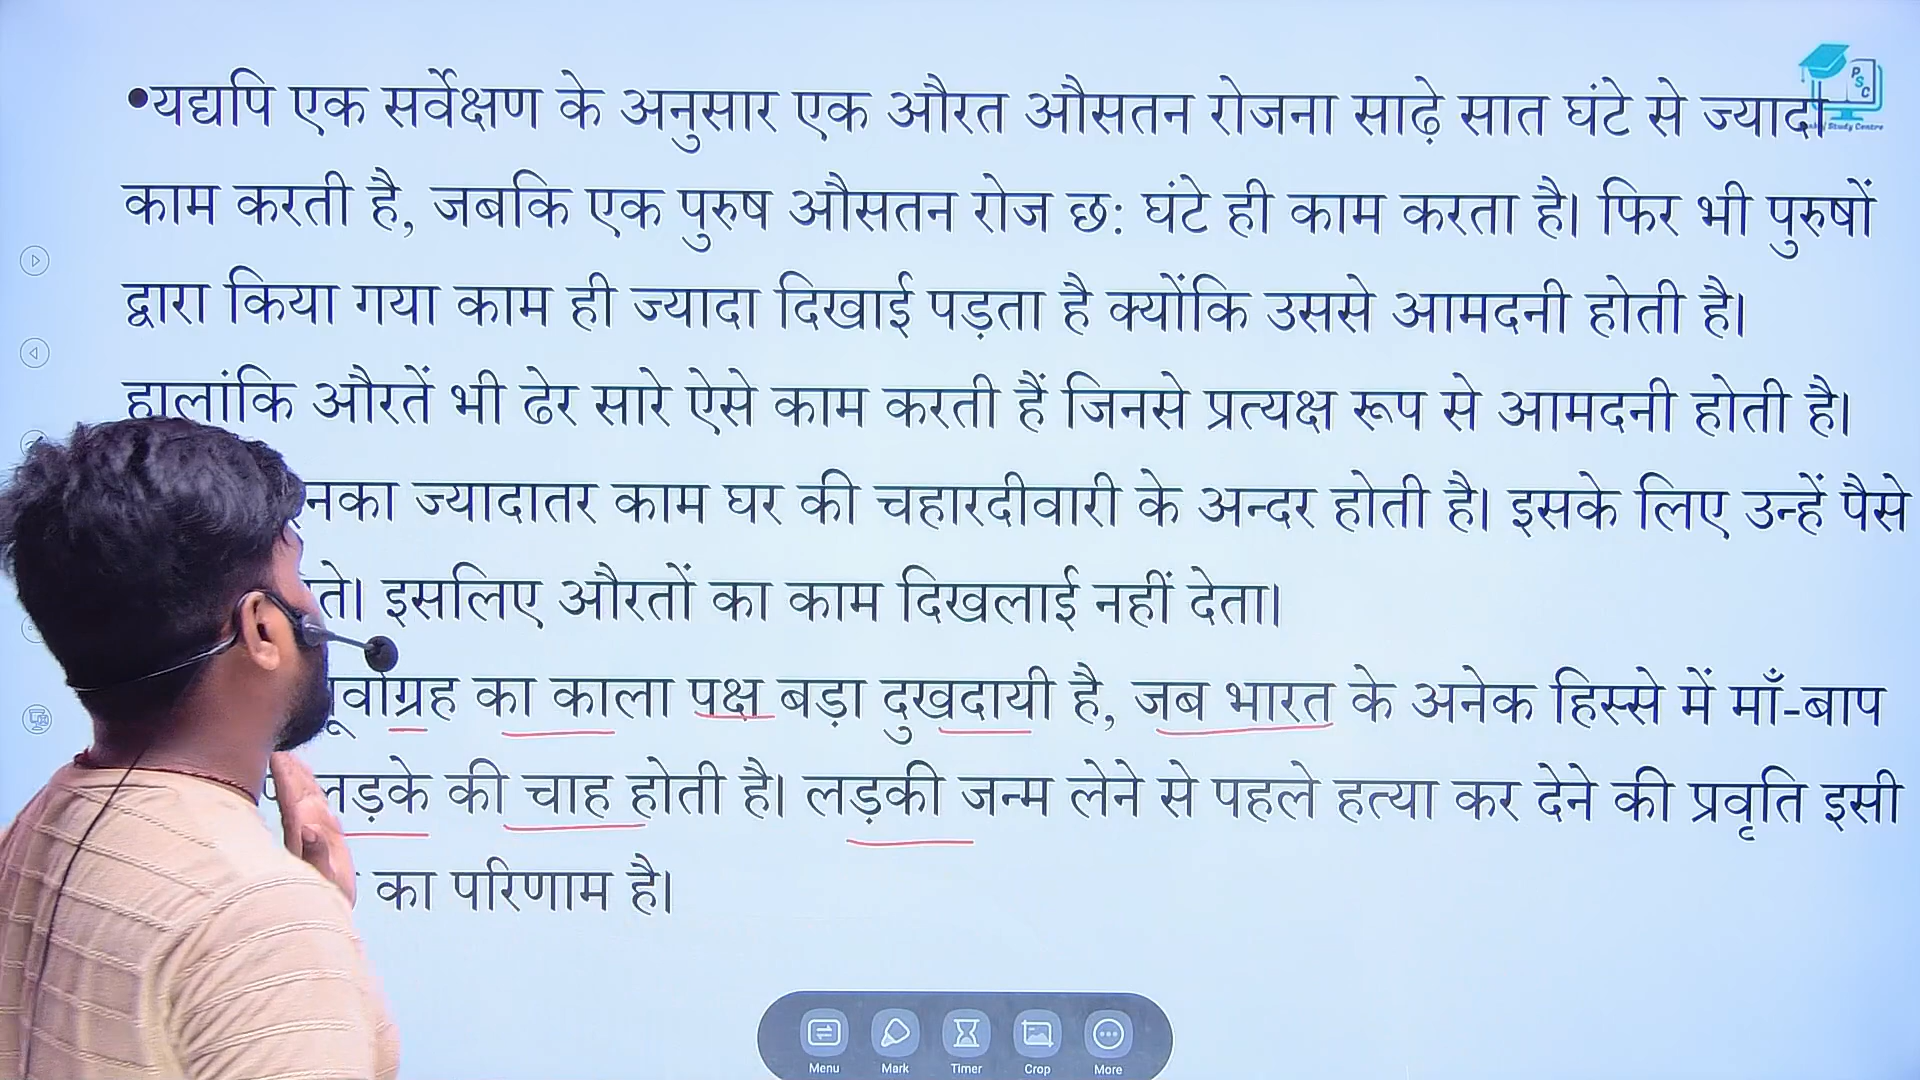 •यद्यपि एक सर्वेक्षण के अनुसार एक औरत औसतन रोजना साढ़े सात घंटे से ज्यादा
काम करती है, जबकि एक पुरुष औसतन रोज छ: घंटे ही काम करता है। फिर भी पुरुषों
द्वारा किया गया काम ही ज्यादा दिखाई पड़ता है क्योंकि उससे आमदनी होती है।
हालांकि औरतें भी ढेर सारे ऐसे काम करती हैं जिनसे प्रत्यक्ष रूप से आमदनी होती है।
ज्यादातर काम घर की चहारदीवारी के अन्दर होती है। इसके लिए उन्हें पैसे
इसलिए औरतों का काम दिखलाई नहीं देता।
का काला पक्ष बड़ा दुखदायी है, जब भारत के अनेक हिस्से में माँ-बाप
लड़के की चाह होती है। लड़की जन्म लेने से पहले हत्या कर देने की प्रवृति इसी
का परिणाम है।
PSC
Study Centre
Menu Mark Timer Crop More